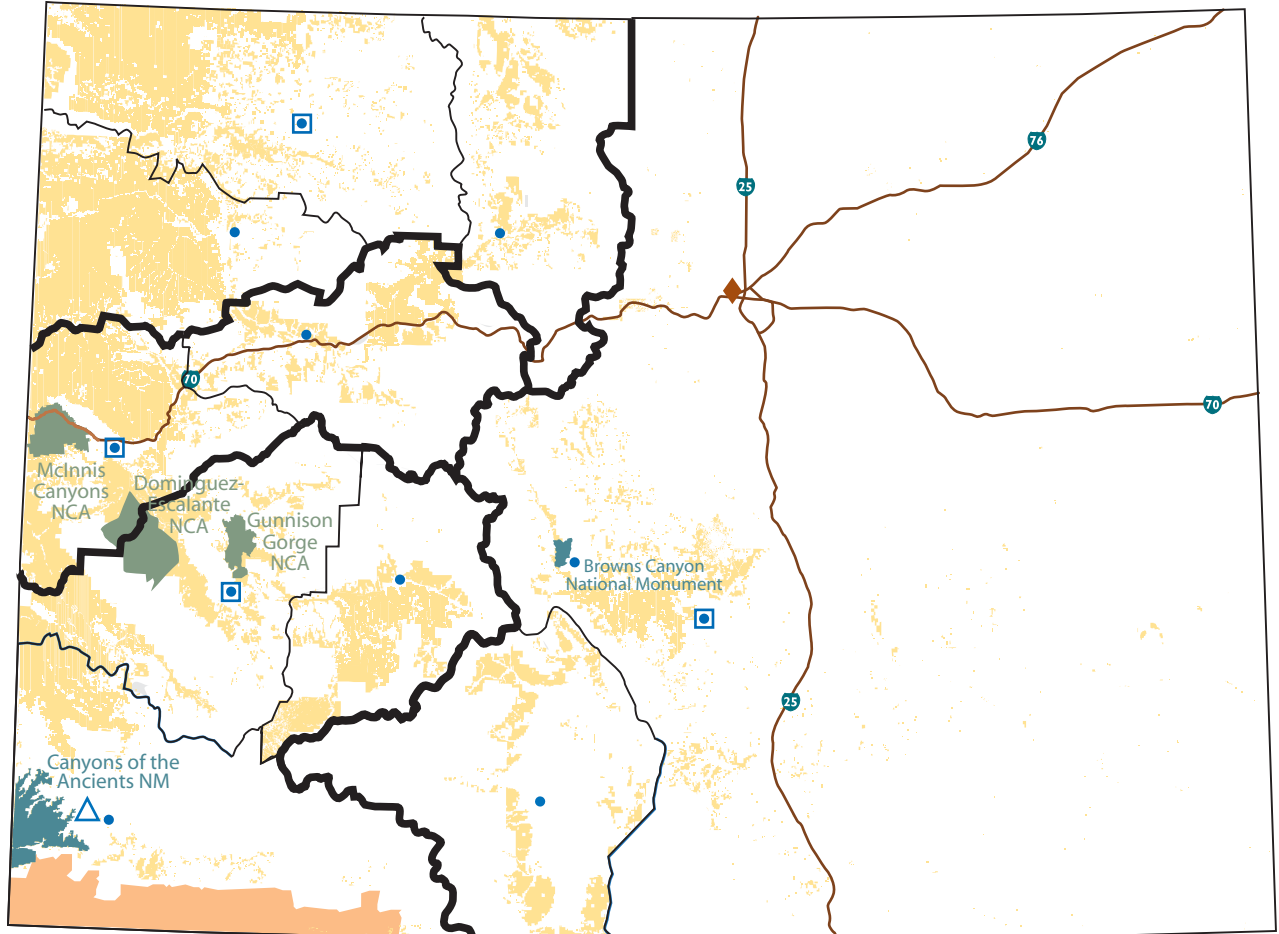 76
25
70
70
McInnis
Canyons
NCA
Dominguez-
Escalante
NCA
Gunnison
Gorge
NCA
Browns Canyon
National Monument
25
Canyons of the
Ancients NM